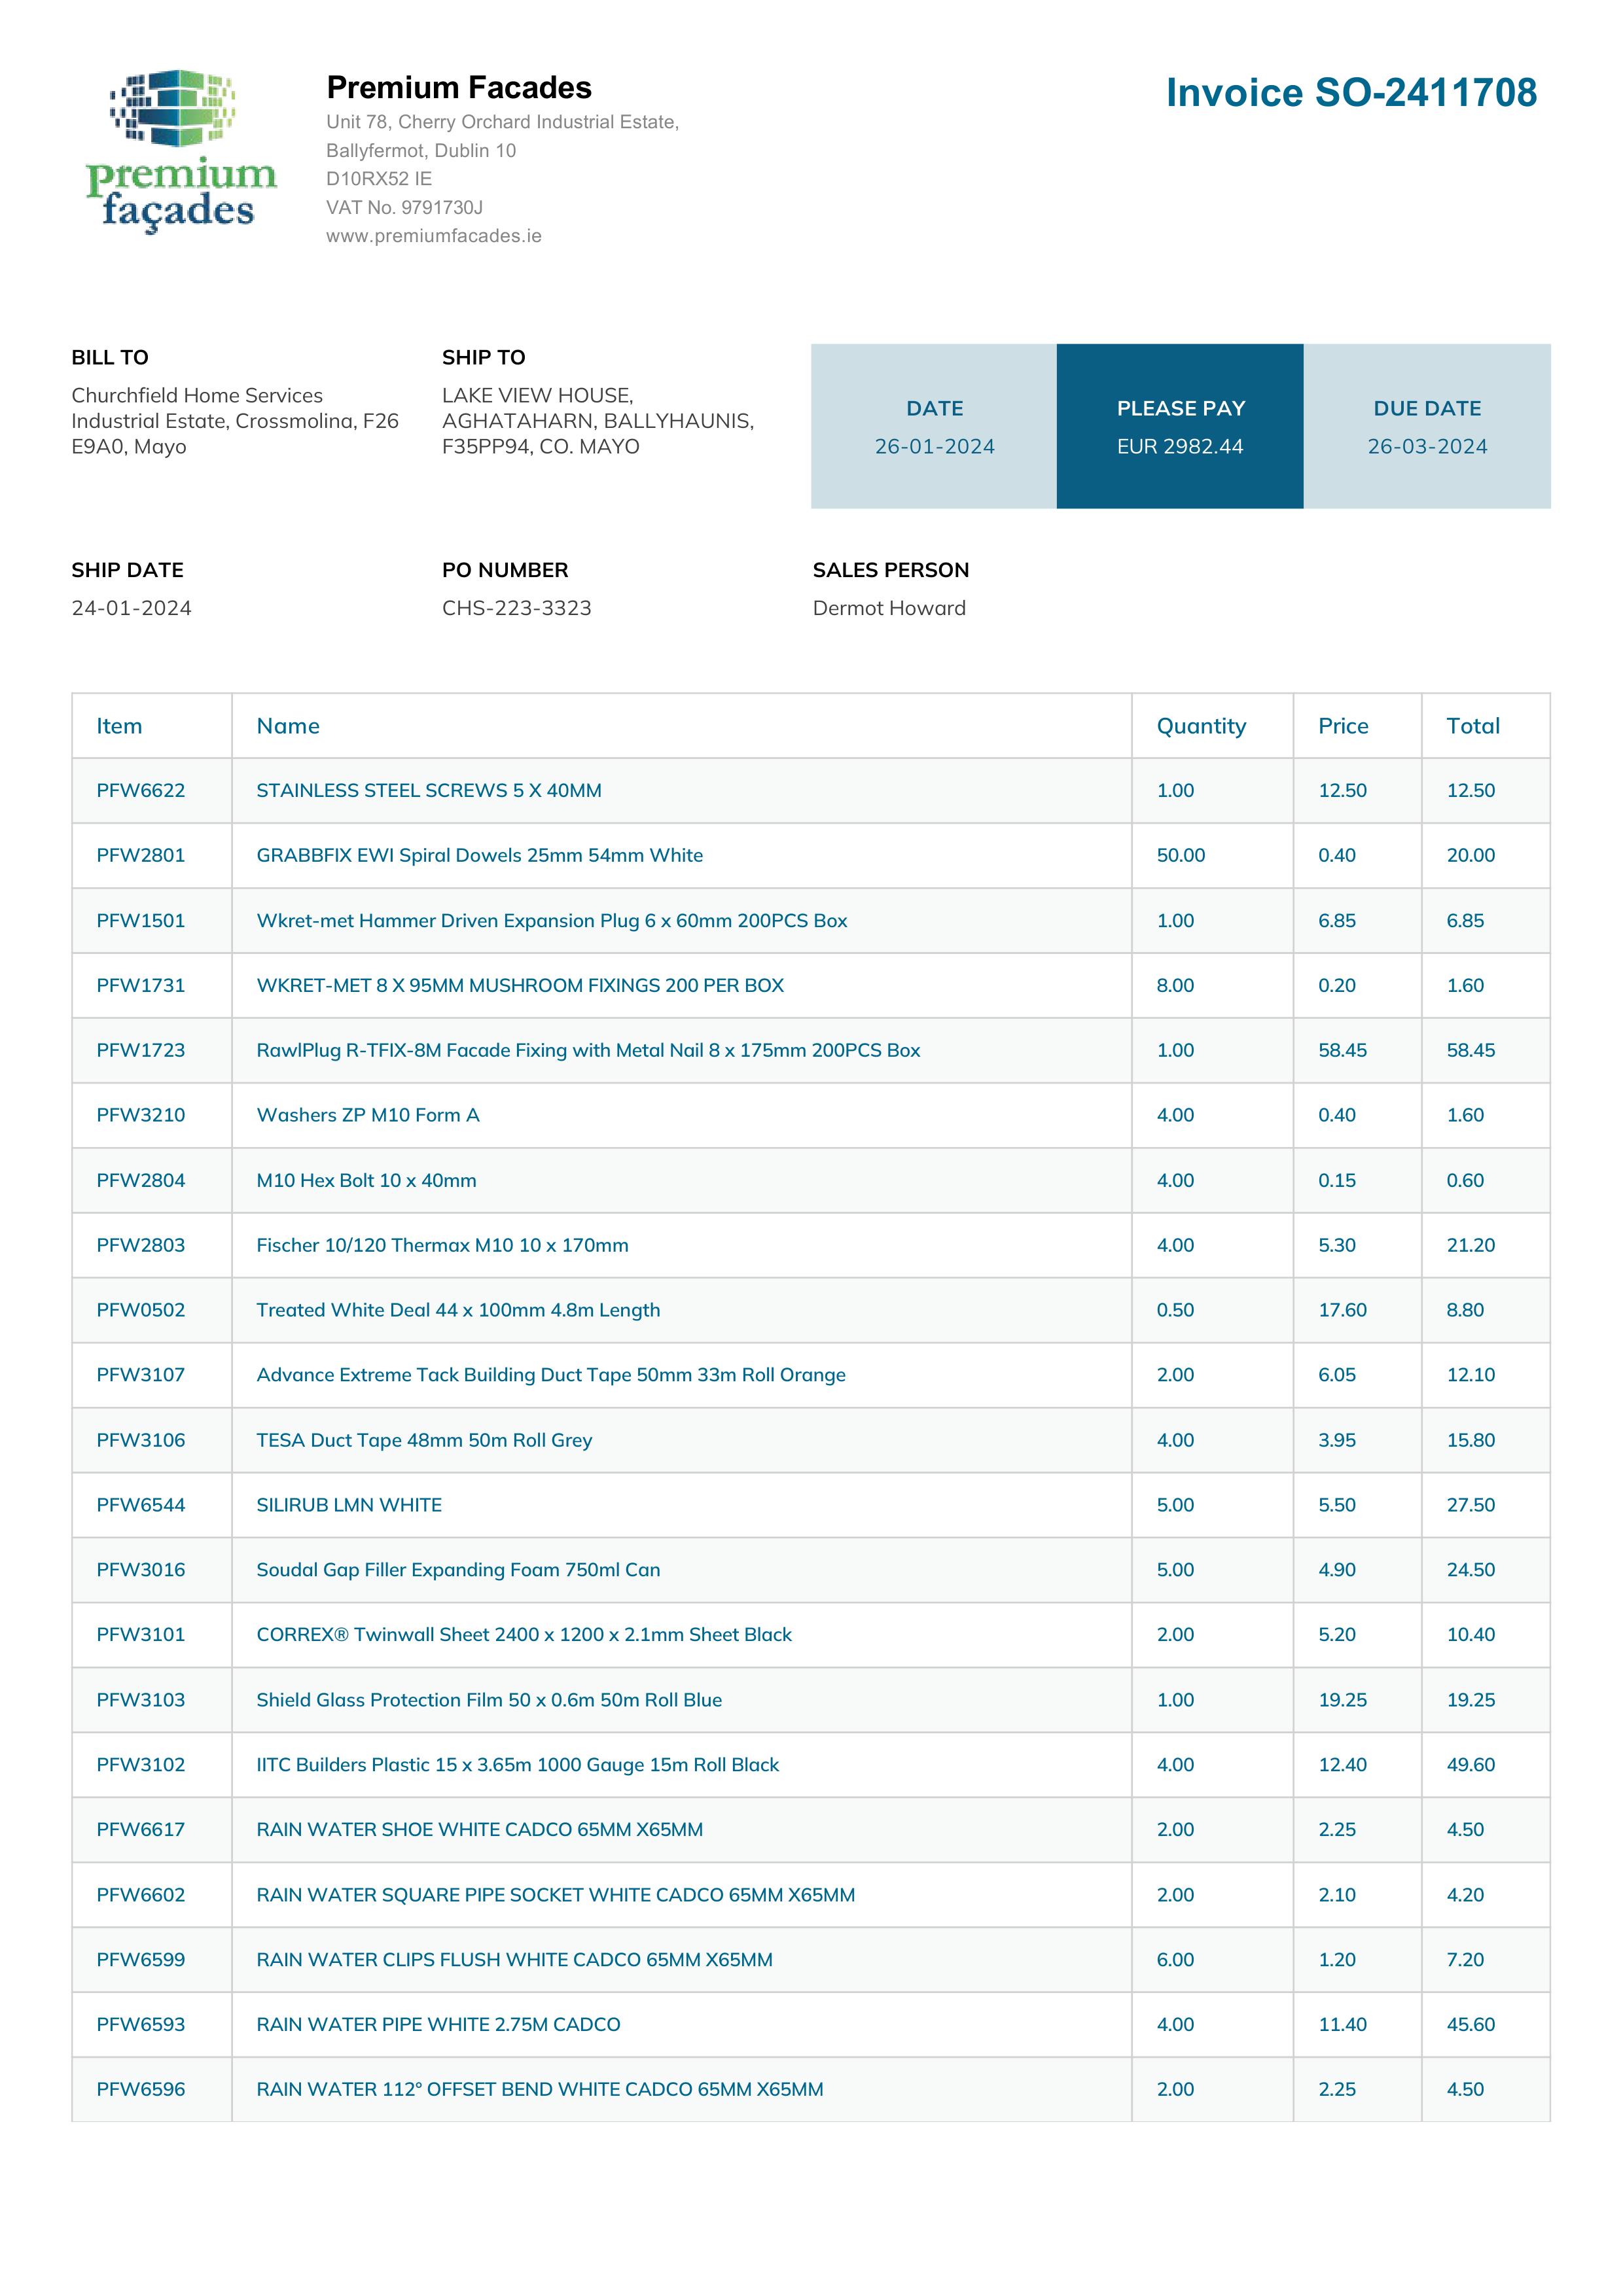 premium
façades
Premium Facades
Unit 78, Cherry Orchard Industrial Estate,
Ballyfermot, Dublin 10
D10RX52 IE
VAT No. 9791730J
www.premiumfacades.ie
Invoice SO-2411708
BILL TO
Churchfield Home Services
Industrial Estate, Crossmolina, F26
E9A0, Mayo
SHIP TO
LAKE VIEW HOUSE,
AGHATAHARN, BALLYHAUNIS,
F35PP94, CO. MAYO
DATE
26-01-2024
PLEASE PAY
EUR 2982.44
DUE DATE
26-03-2024
SHIP DATE
24-01-2024
PO NUMBER
CHS-223-3323
SALES PERSON
Dermot Howard
Item Name Quantity Price Total
PFW6622 STAINLESS STEEL SCREWS 5 X 40MM 1.00 12.50 12.50
PFW2801 GRABBFIX EWI Spiral Dowels 25mm 54mm White 50.00 0.40 20.00
PFW1501 Wkret-met Hammer Driven Expansion Plug 6 x 60mm 200PCS Box 1.00 6.85 6.85
PFW1731 WKRET-MET 8 X 95MM MUSHROOM FIXINGS 200 PER BOX 8.00 0.20 1.60
PFW1723 RawlPlug R-TFIX-8M Facade Fixing with Metal Nail 8 x 175mm 200PCS Box 1.00 58.45 58.45
PFW3210 Washers ZP M10 Form A 4.00 0.40 1.60
PFW2804 M10 Hex Bolt 10 x 40mm 4.00 0.15 0.60
PFW2803 Fischer 10/120 Thermax M10 10 x 170mm 4.00 5.30 21.20
PFW0502 Treated White Deal 44 x 100mm 4.8m Length 0.50 17.60 8.80
PFW3107 Advance Extreme Tack Building Duct Tape 50mm 33m Roll Orange 2.00 6.05 12.10
PFW3106 TESA Duct Tape 48mm 50m Roll Grey 4.00 3.95 15.80
PFW6544 SILIRUB LMN WHITE 5.00 5.50 27.50
PFW3016 Soudal Gap Filler Expanding Foam 750ml Can 5.00 4.90 24.50
PFW3101 CORREX® Twinwall Sheet 2400 x 1200 x 2.1mm Sheet Black 2.00 5.20 10.40
PFW3103 Shield Glass Protection Film 50 x 0.6m 50m Roll Blue 1.00 19.25 19.25
PFW3102 IITC Builders Plastic 15 x 3.65m 1000 Gauge 15m Roll Black 4.00 12.40 49.60
PFW6617 RAIN WATER SHOE WHITE CADCO 65MM X65MM 2.00 2.25 4.50
PFW6602 RAIN WATER SQUARE PIPE SOCKET WHITE CADCO 65MM X65MM 2.00 2.10 4.20
PFW6599 RAIN WATER CLIPS FLUSH WHITE CADCO 65MM X65MM 6.00 1.20 7.20
PFW6593 RAIN WATER PIPE WHITE 2.75M CADCO 4.00 11.40 45.60
PFW6596 RAIN WATER 112° OFFSET BEND WHITE CADCO 65MM X65MM 2.00 2.25 4.50